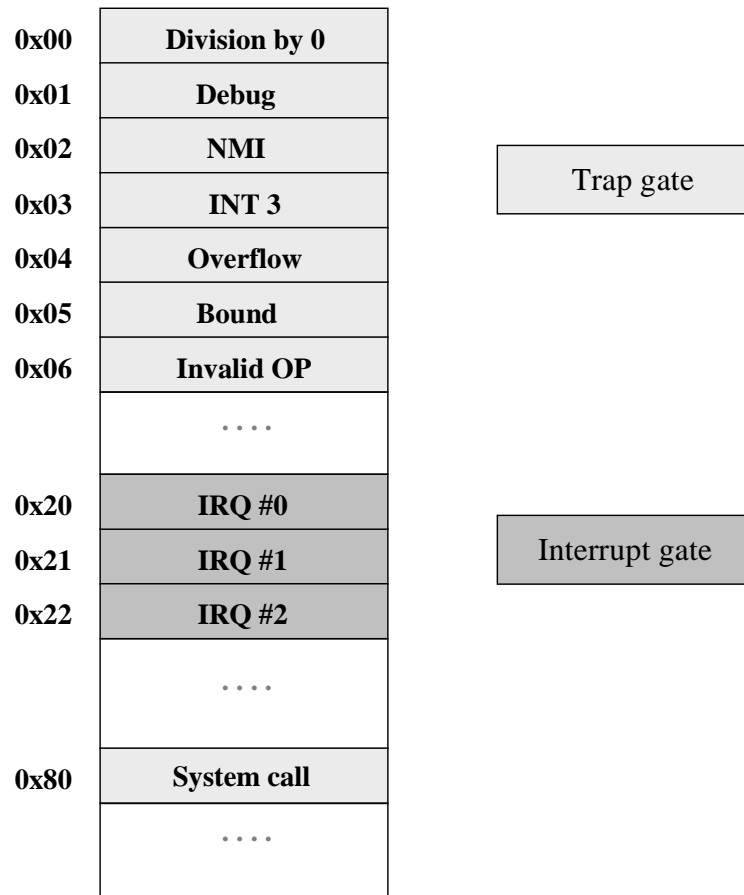 0x00 Division by 0
0x01 Debug
0x02 NMI
Trap gate
0x03 INT 3
0x04 Overflow
0x05 Bound
0x06 Invalid OP
....
0x20 IRQ #0
0x21 IRQ #1
Interrupt gate
0x22 IRQ #2
....
0x80 System call
....